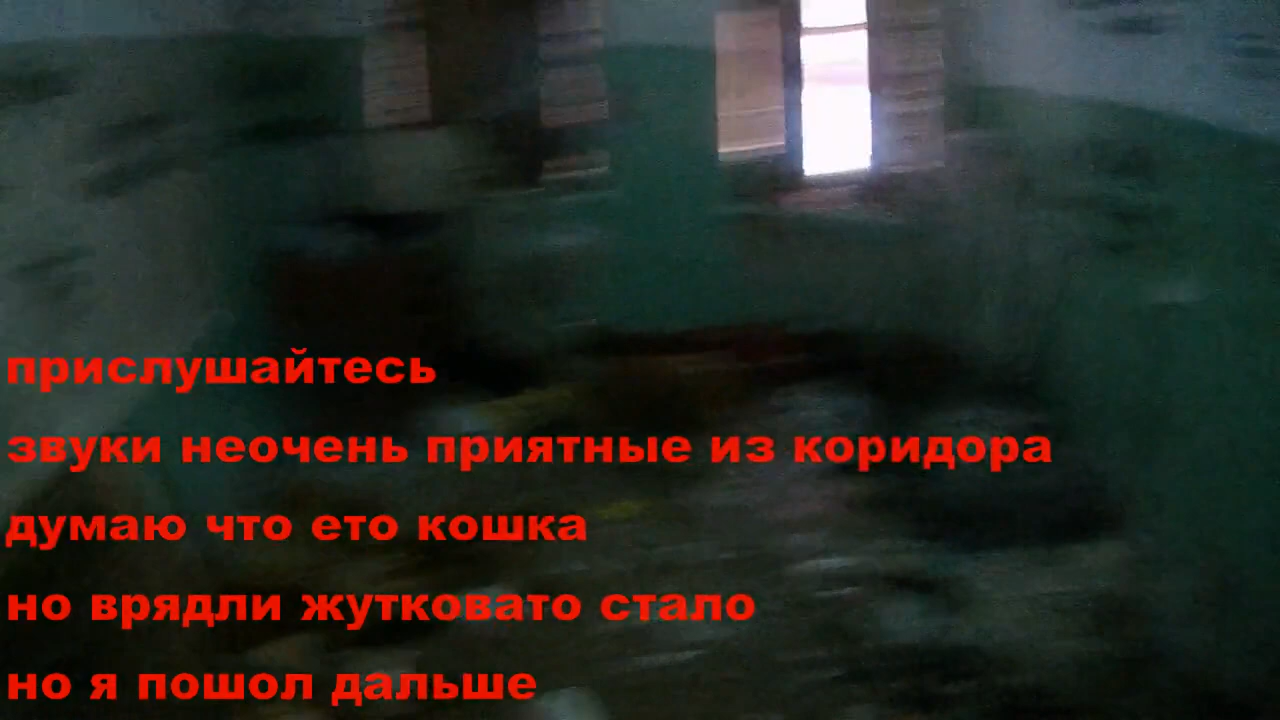 прислушайтесь
звуки неочень приятные из коридора
думаю что ето кошка
но врядли жутковато стало
но я пошол дальше